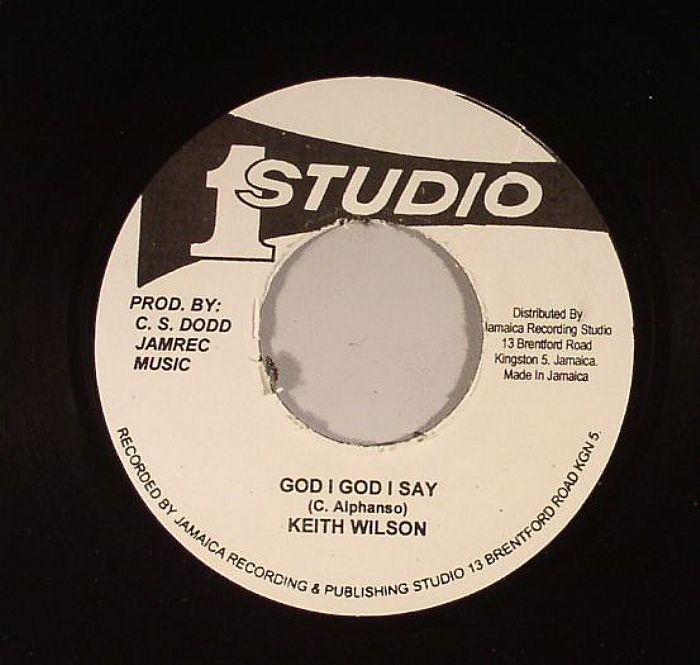 1 STUDIO
PROD. BY:
C. S. DODD
JAMREC
MUSIC
Distributed By
Jamaica Recording Studio
13 Brentford Road
Kingston 5. Jamaica.
Made In Jamaica
GOD I GOD I SAY
(C. Alphanso)
KEITH WILSON
RECORDED BY JAMAICA RECORDING & PUBLISHING STUDIO 13 BRENTFORD ROAD KGN 5.